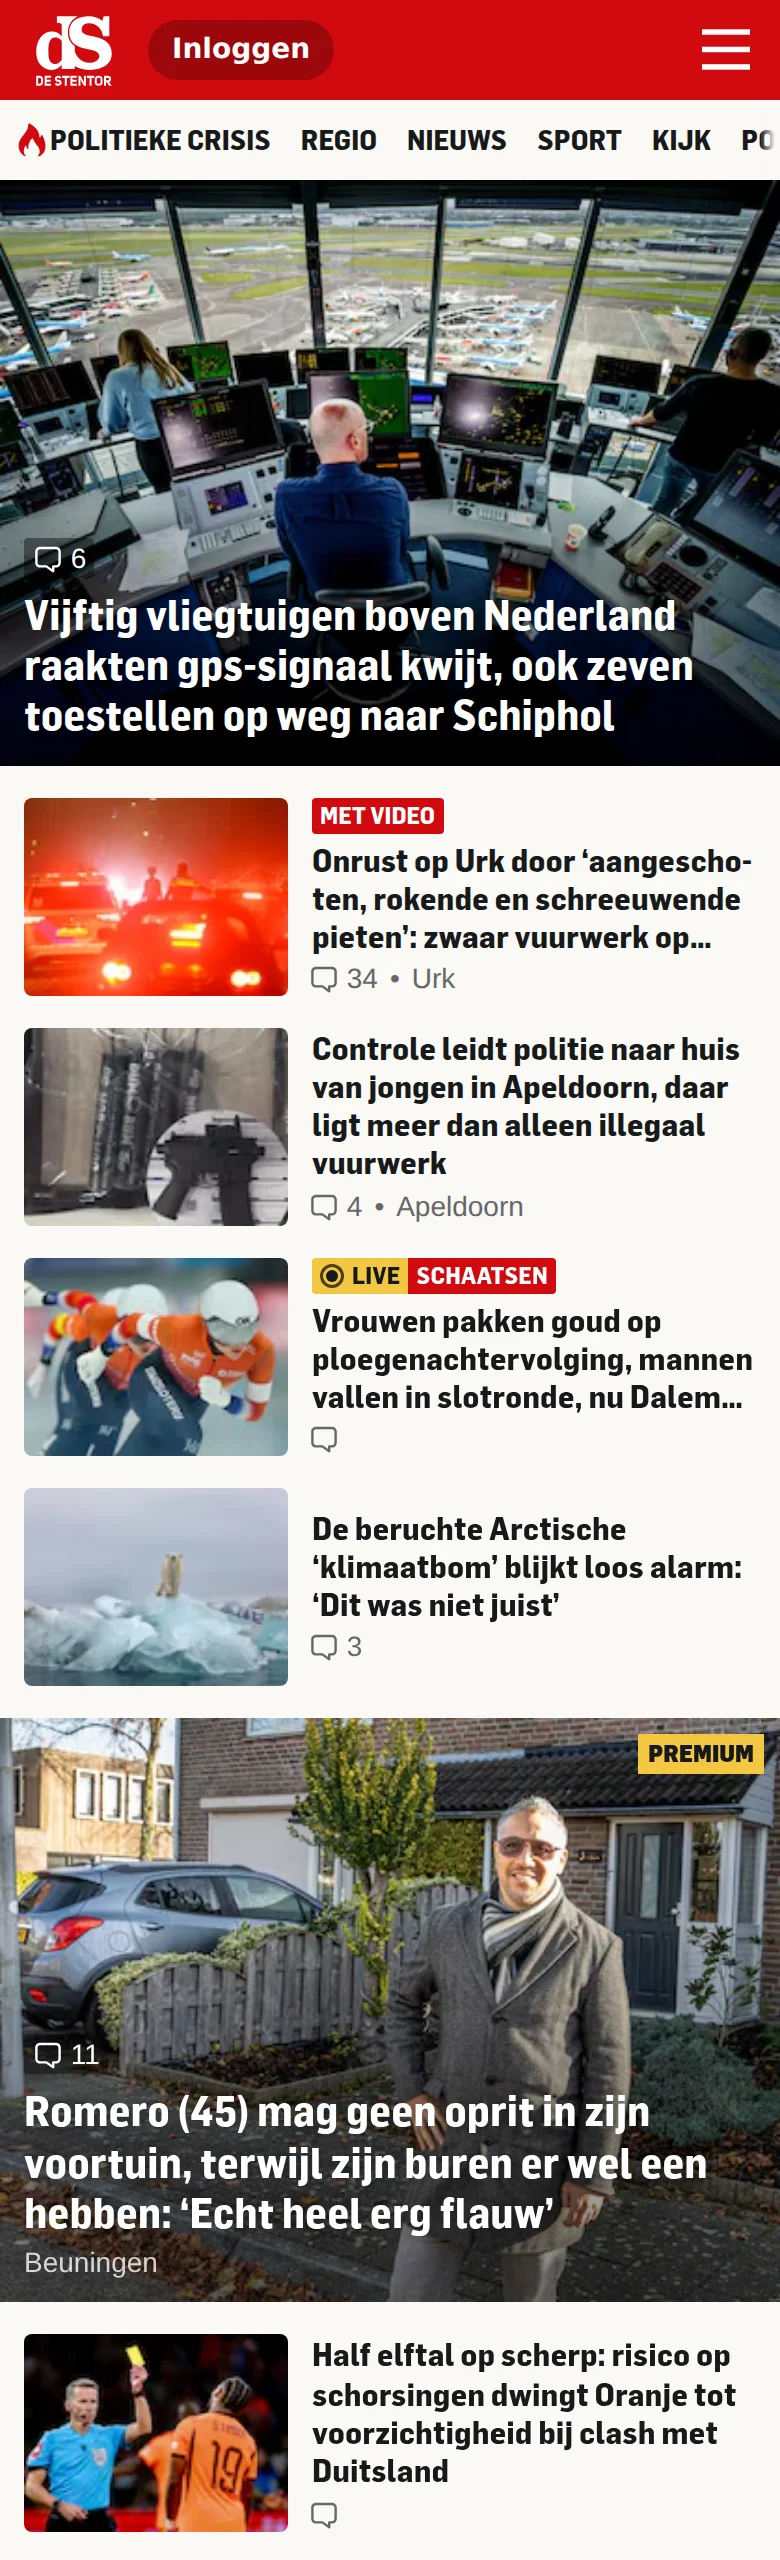 dS
DE STENTOR
Inloggen
POLITIEKE CRISIS REGIO NIEUWS SPORT KIJK PO
6
Vijftig vliegtuigen boven Nederland
raakten gps-signaal kwijt, ook zeven
toestellen op weg naar Schiphol
MET VIDEO
Onrust op Urk door ‘aangescho-
ten, rokende en schreeuwende
pieten’: zwaar vuurwerk op...
34 • Urk
Controle leidt politie naar huis
van jongen in Apeldoorn, daar
ligt meer dan alleen illegaal
vuurwerk
4 • Apeldoorn
LIVE SCHAATSEN
Vrouwen pakken goud op
ploegenachtervolging, mannen
vallen in slotronde, nu Dalem...
De beruchte Arctische
‘klimaatbom’ blijkt loos alarm:
‘Dit was niet juist’
3
PREMIUM
11
Romero (45) mag geen oprit in zijn
voortuin, terwijl zijn buren er wel een
hebben: ‘Echt heel erg flauw’
Beuningen
19
Half elftal op scherp: risico op
schorsingen dwingt Oranje tot
voorzichtigheid bij clash met
Duitsland